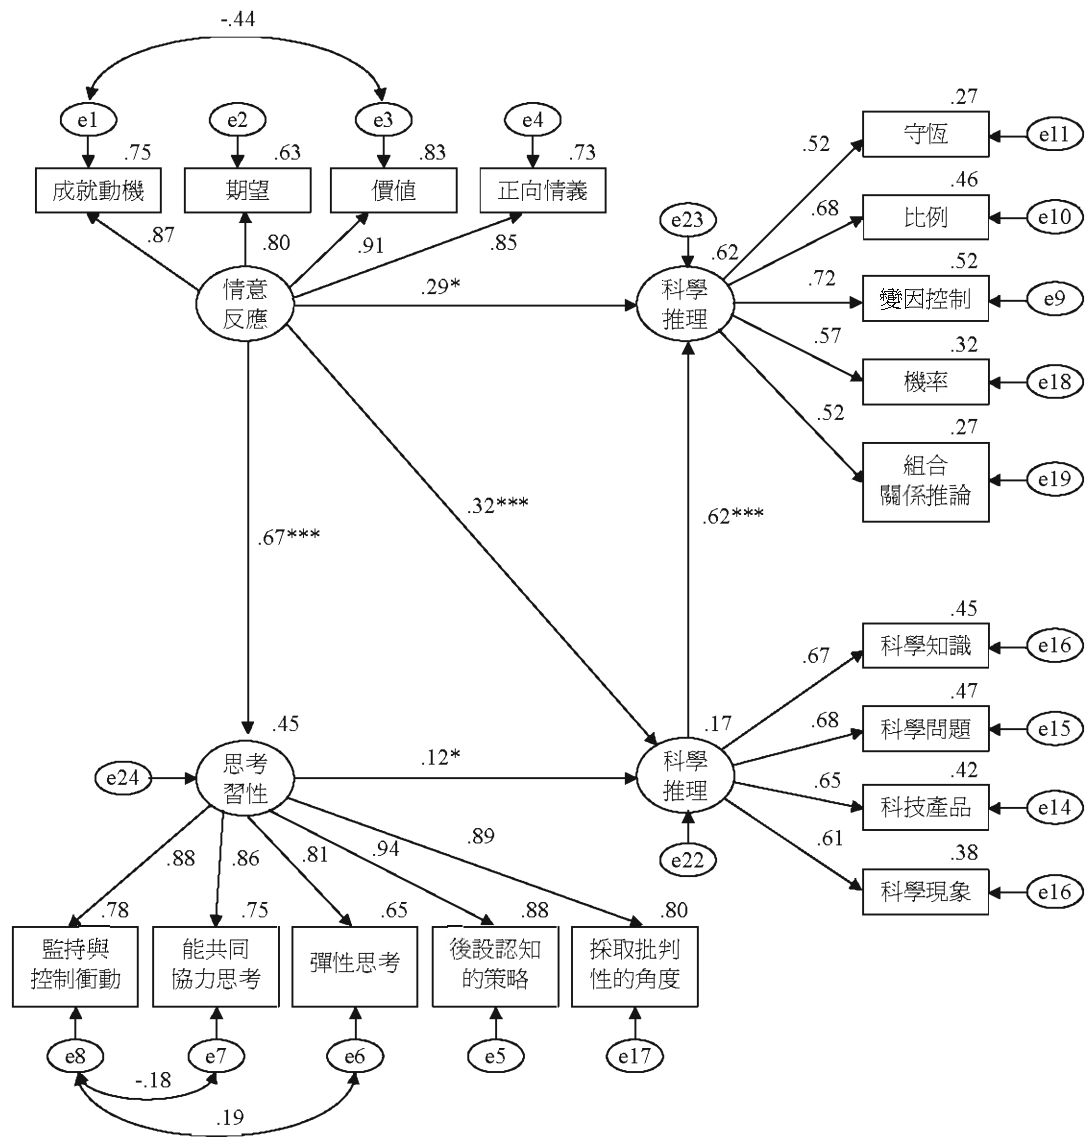 -.44
e1
e2
e3
e4
.75
.63
.83
.73
成就動機
期望
價值
正向情義
.87
.80
.91
.85
情意
反應
.29*
e23
.62
科學
推理
.52
.68
.72
.57
.52
.27
守恆
e11
.46
比例
e10
.52
變因控制
e9
.32
機率
e18
.27
組合
關係推論
e19
.67***
.32***
.62***
.45
e24
思考
習性
.12*
.17
科學
推理
e22
.67
.68
.65
.61
.45
科學知識
e16
.47
科學問題
e15
.42
科技產品
e14
.38
科學現象
e16
.88
.86
.81
.94
.89
.78
.75
.65
.88
.80
監持與
控制衝動
能共同
協力思考
彈性思考
後設認知
的策略
採取批判
性的角度
e8
e7
e6
e5
e17
-.18
.19